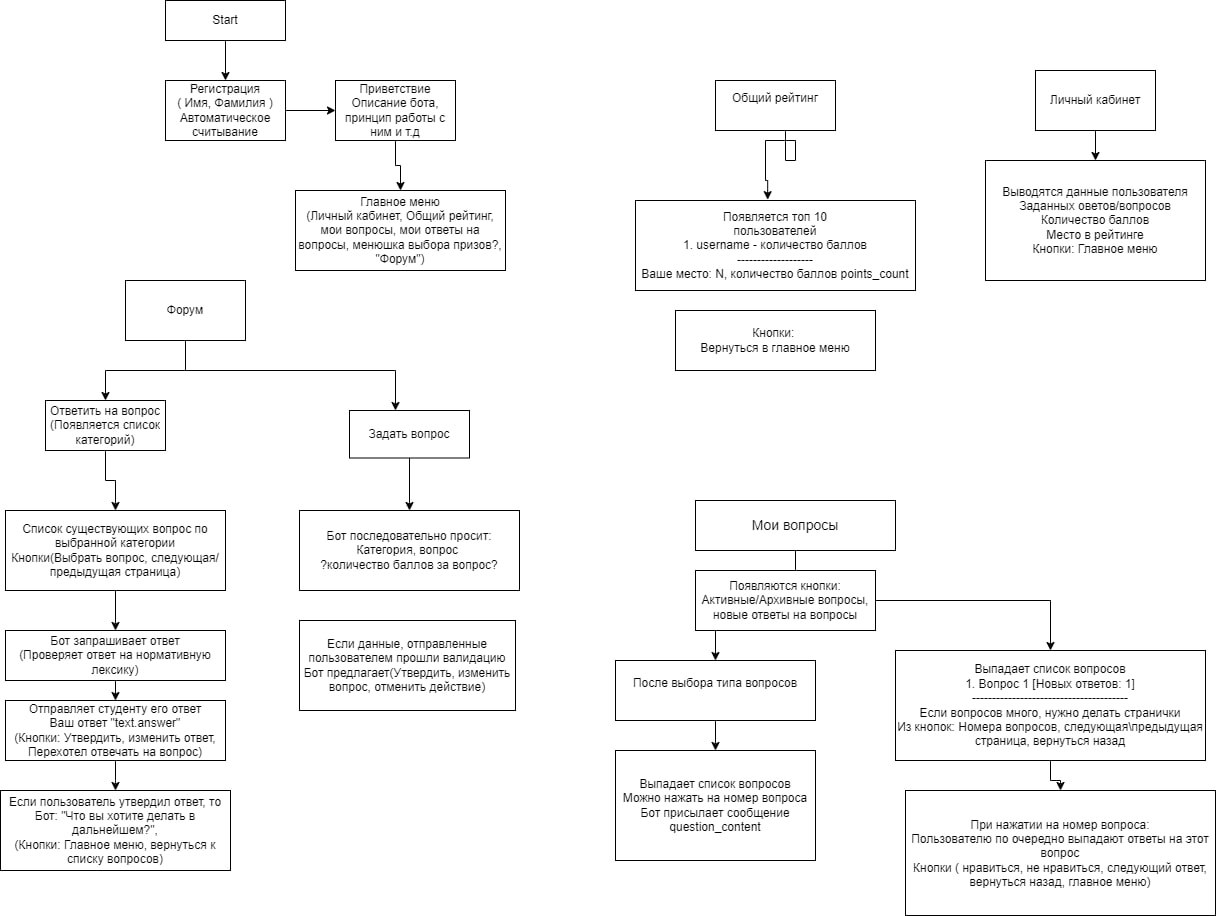 Start
Регистрация
( Имя, Фамилия )
Автоматическое
считывание
Приветствие
Описание бота,
принцип работы с
ним и т.д
Главное меню
(Личный кабинет, Общий рейтинг,
мои вопросы, мои ответы на
вопросы, менюшка выбора призов?,
"Форум")
Общий рейтинг
Появляется топ 10
пользователей
1. username - количество баллов
-------------------
Ваше место: N, количество баллов points_count
Кнопки:
Вернуться в главное меню
Личный кабинет
Выводятся данные пользователя
Заданных оветов/вопросов
Количество баллов
Место в рейтинге
Кнопки: Главное меню
Форум
Ответить на вопрос
(Появляется список
категорий)
Список существующих вопрос по
выбранной категории
Кнопки(Выбрать вопрос, следующая/
предыдущая страница)
Бот запрашивает ответ
(Проверяет ответ на нормативную
лексику)
Отправляет студенту его ответ
Ваш ответ "text.answer"
(Кнопки: Утвердить, изменить ответ,
Перехотел отвечать на вопрос)
Если пользователь утвердил ответ, то
Бот: "Что вы хотите делать в
дальнейшем?",
(Кнопки: Главное меню, вернуться к
списку вопросов)
Задать вопрос
Бот последовательно просит:
Категория, вопрос
?количество баллов за вопрос?
Если данные, отправленные
пользователем прошли валидацию
Бот предлагает(Утвердить, изменить
вопрос, отменить действие)
Мои вопросы
Появляются кнопки:
Активные/Архивные вопросы,
новые ответы на вопросы
После выбора типа вопросов
Выпадает список вопросов
Можно нажать на номер вопроса
Бот присылает сообщение
question_content
Выпадает список вопросов
1. Вопрос 1 [Новых ответов: 1]
---------------------------------------
Если вопросов много, нужно делать странички
Из кнопок: Номера вопросов, следующая\предыдущая
страница, вернуться назад
При нажатии на номер вопроса:
Пользователю по очередно выпадают ответы на этот
вопрос
Кнопки ( нравиться, не нравиться, следующий ответ,
вернуться назад, главное меню)